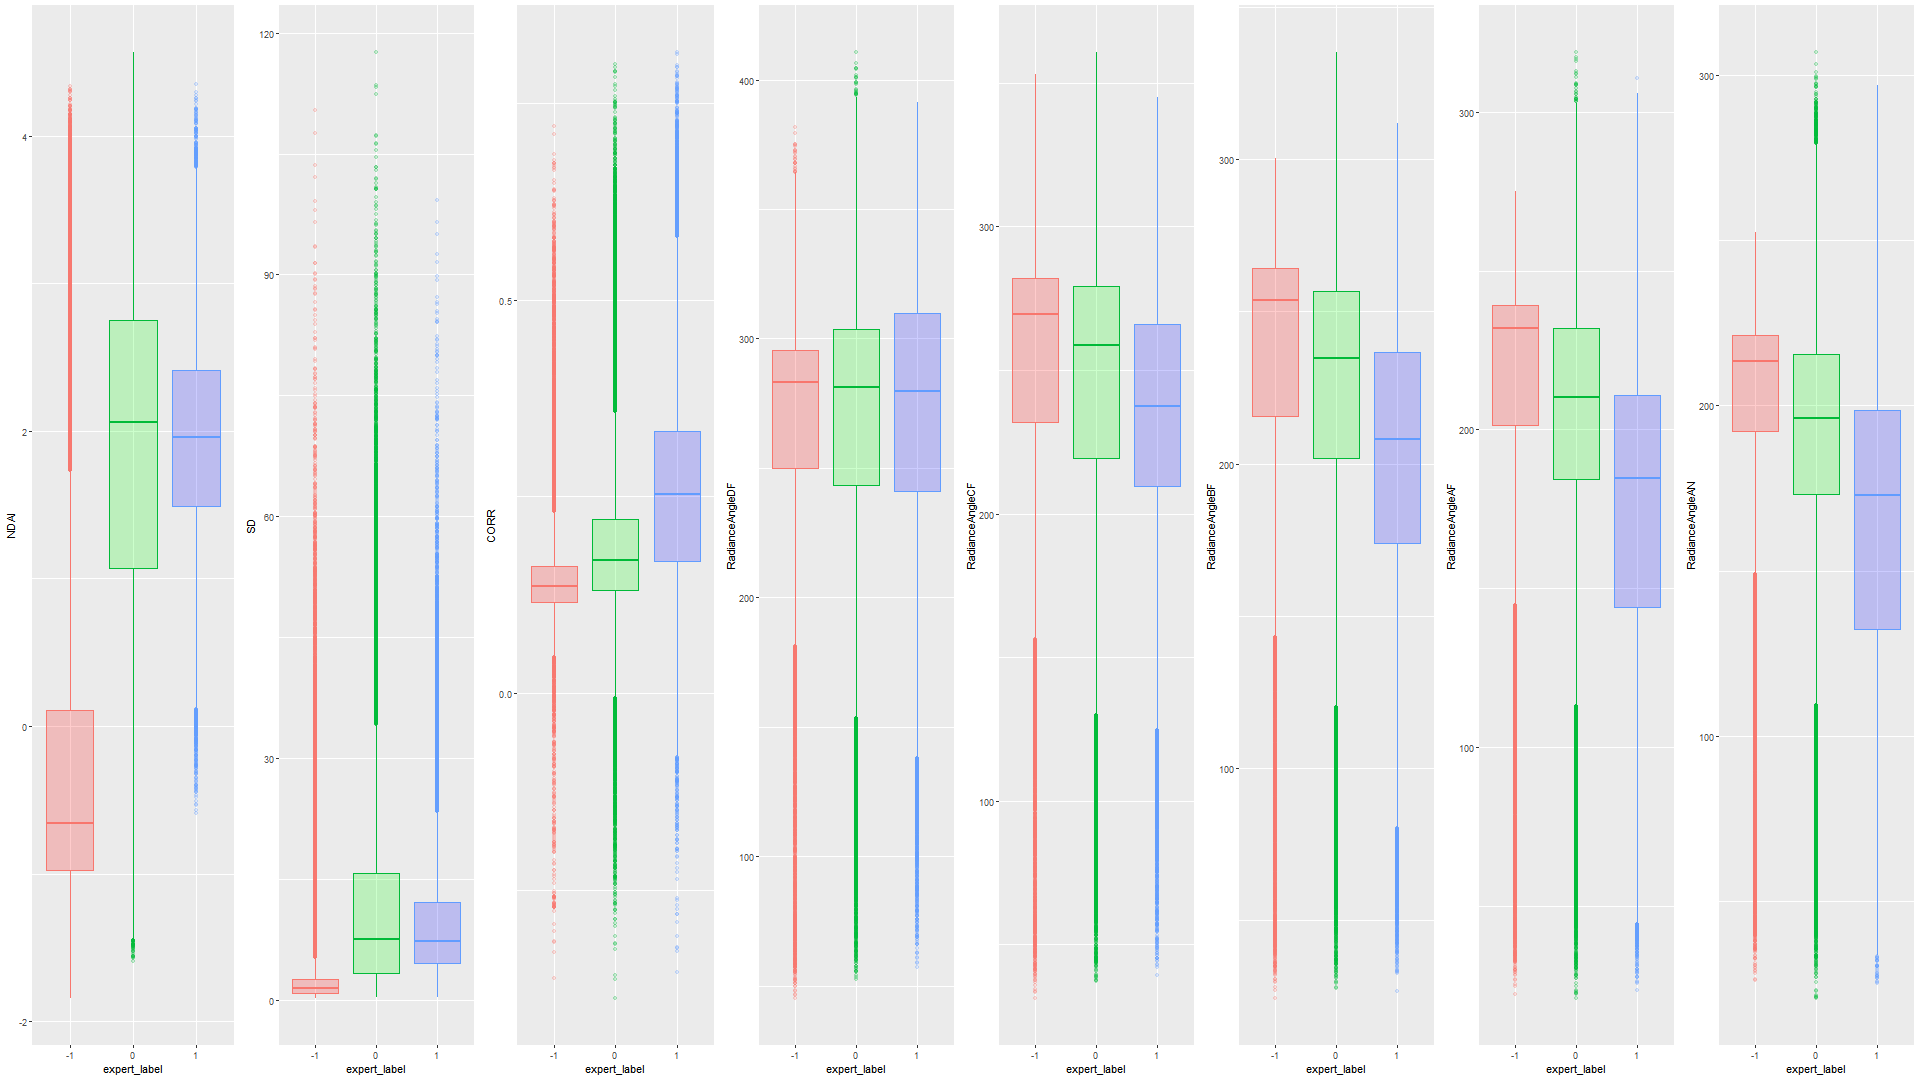 NDAI
4
2
0
-2
-1 0 1
expert_label
SD
120
90
60
30
0
-1 0 1
expert_label
CORR
0.5
0.0
-1 0 1
expert_label
RadianceAngleDF
400
300
200
100
-1 0 1
expert_label
RadianceAngleCF
300
200
100
-1 0 1
expert_label
RadianceAngleBF
300
200
100
-1 0 1
expert_label
RadianceAngleAF
300
200
100
-1 0 1
expert_label
RadianceAngleAN
300
200
100
-1 0 1
expert_label